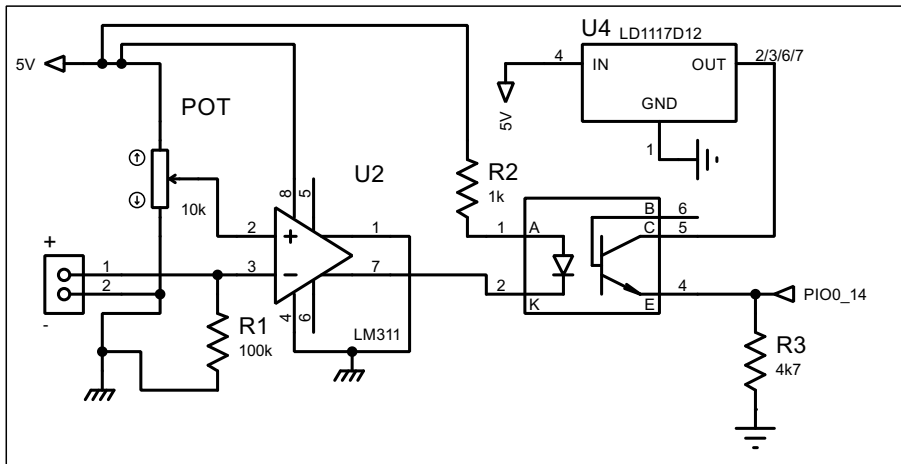 U4 LD1117D12
5V
4 IN OUT 2/3/6/7
GND
5V
1
POT
10k
U2
R2
1k
8
5
B 6
C 5
2 + 1
1 A
+
1
3 - 7
2
2 K
E 4 PIO0_14
-
4
6
LM311
R1
100k
R3
4k7